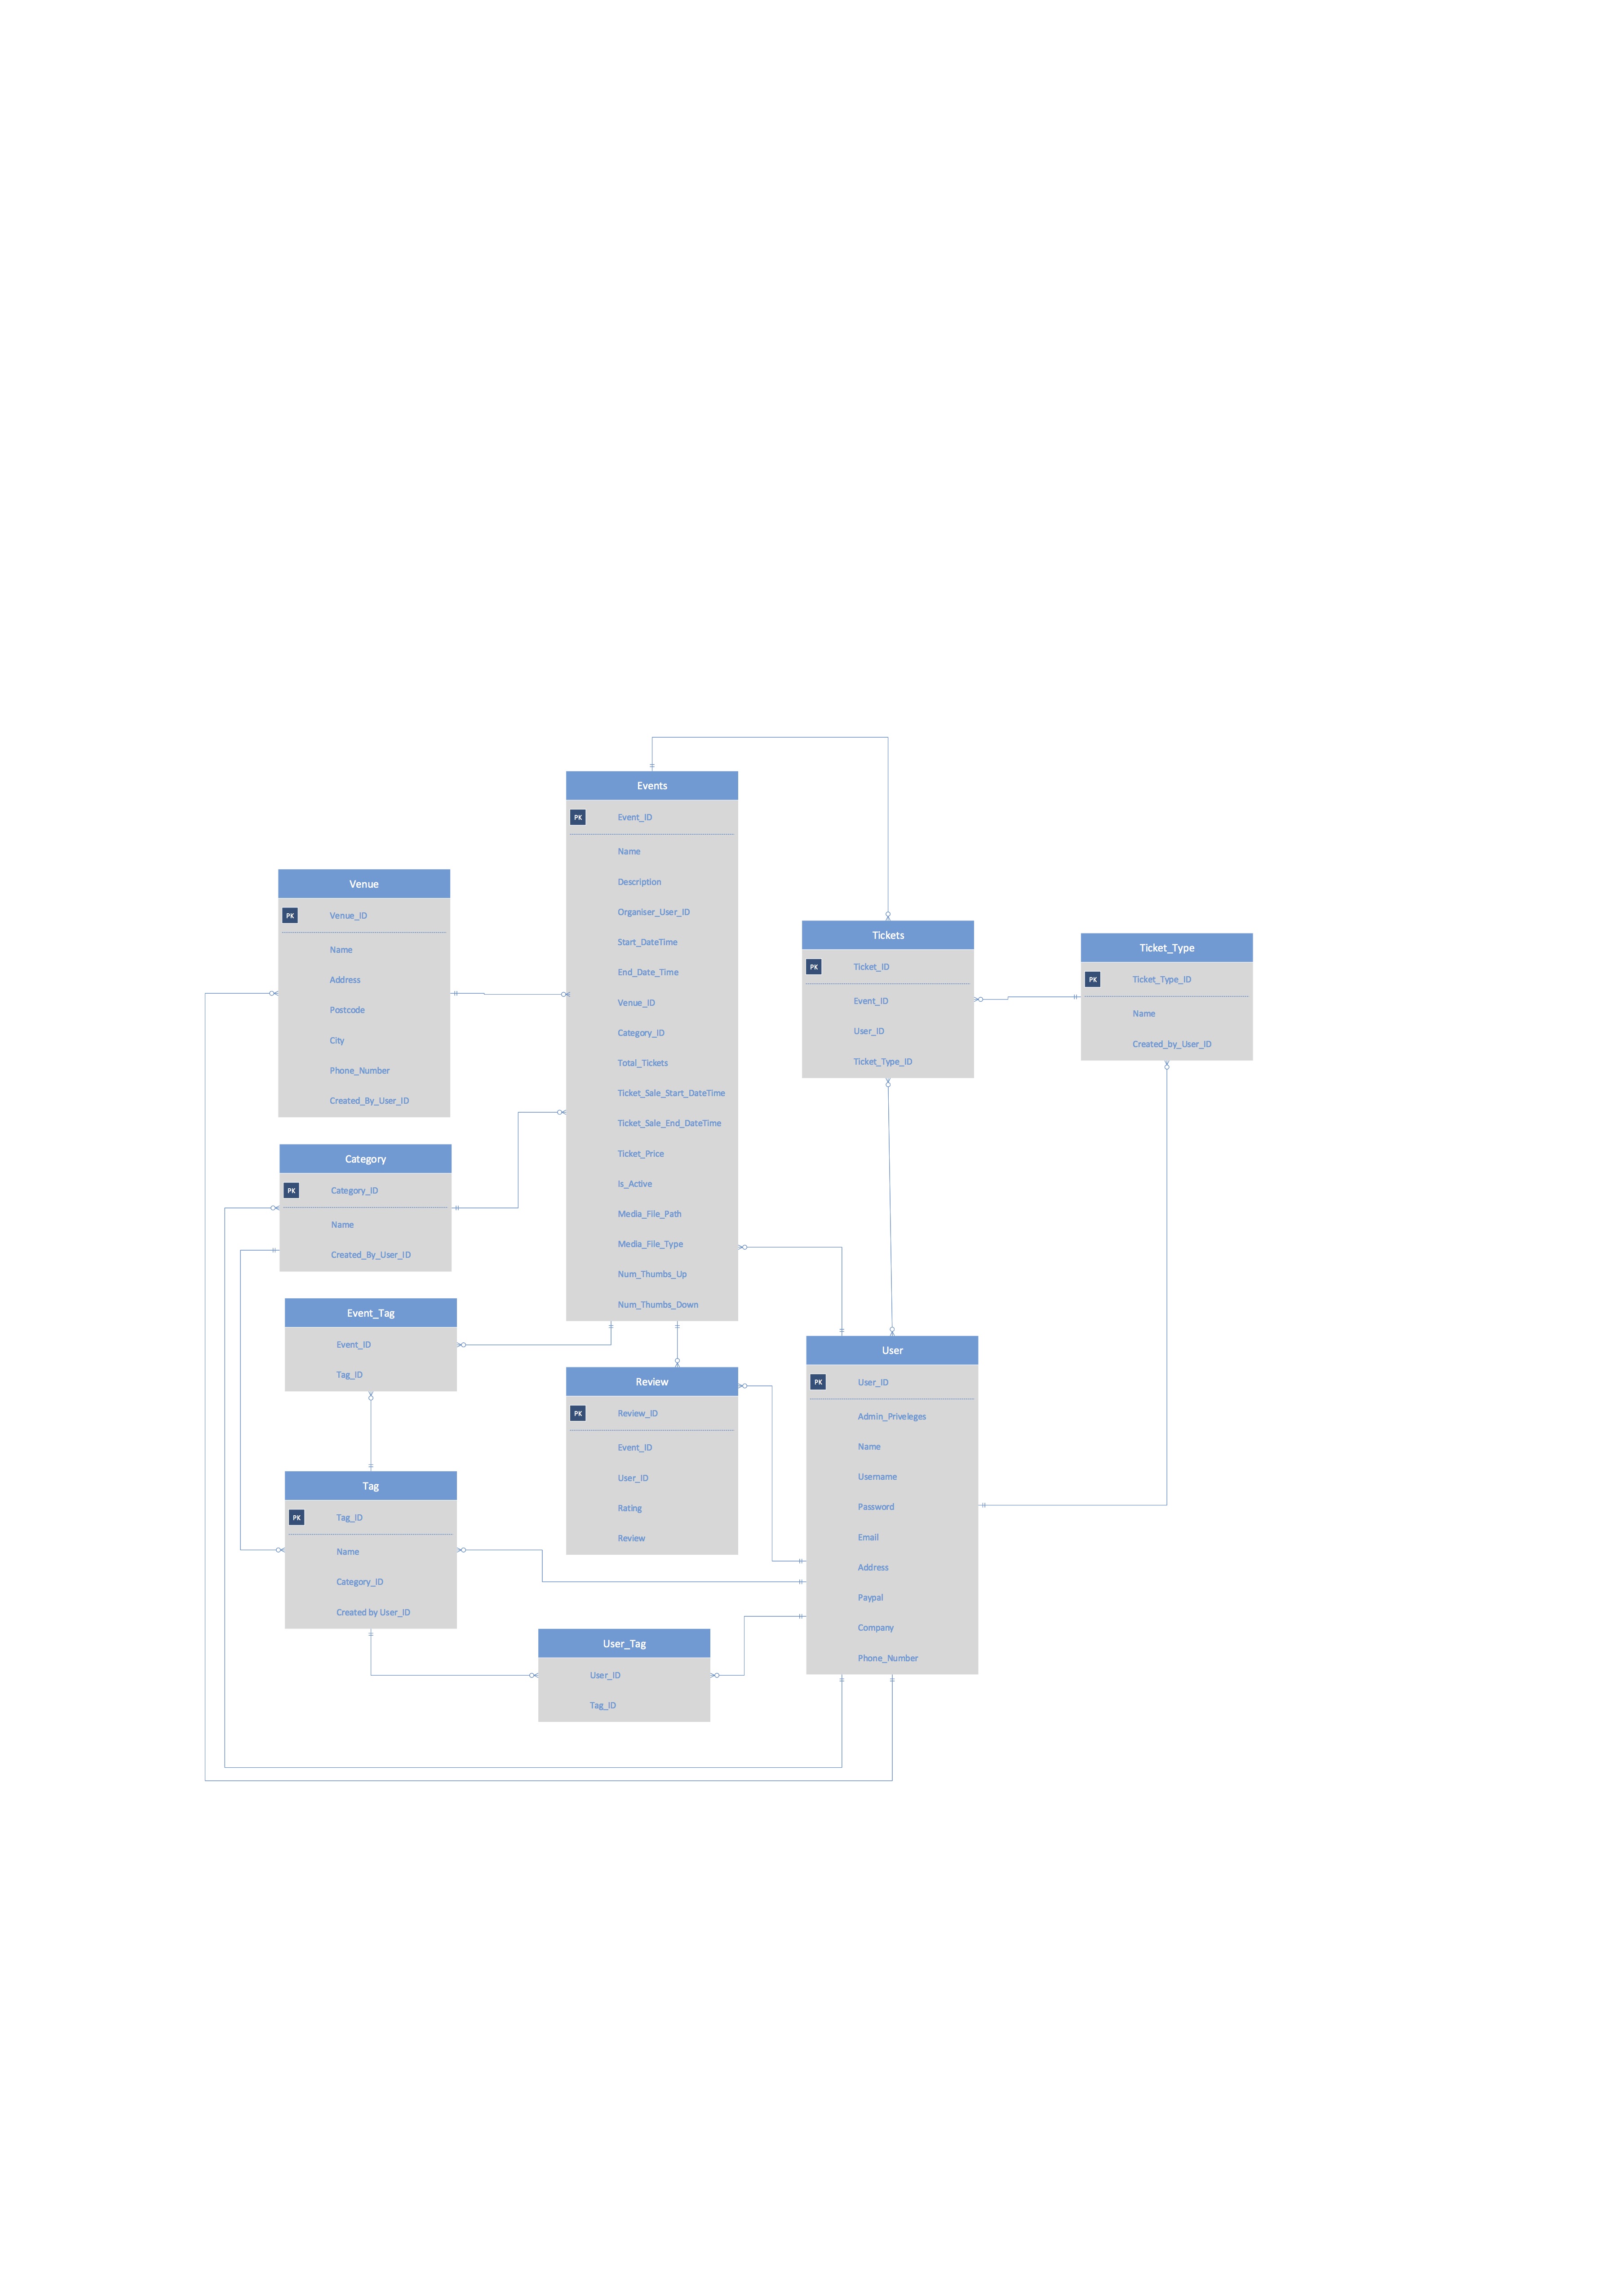 Events
PK Event_ID
Name
Description
Organiser_User_ID
Start_DateTime
End_Date_Time
Venue_ID
Category_ID
Total_Tickets
Ticket_Sale_Start_DateTime
Ticket_Sale_End_DateTime
Ticket_Price
Is_Active
Media_File_Path
Media_File_Type
Num_Thumbs_Up
Num_Thumbs_Down
Venue
PK Venue_ID
Name
Address
Postcode
City
Phone_Number
Created_By_User_ID
Tickets
PK Ticket_ID
Event_ID
User_ID
Ticket_Type_ID
Ticket_Type
PK Ticket_Type_ID
Name
Created_by_User_ID
Category
PK Category_ID
Name
Created_By_User_ID
Event_Tag
Event_ID
Tag_ID
Review
PK Review_ID
Event_ID
User_ID
Rating
Review
User
PK User_ID
Admin_Priveleges
Name
Username
Password
Email
Address
Paypal
Company
Phone_Number
Tag
PK Tag_ID
Name
Category_ID
Created by User_ID
User_Tag
User_ID
Tag_ID